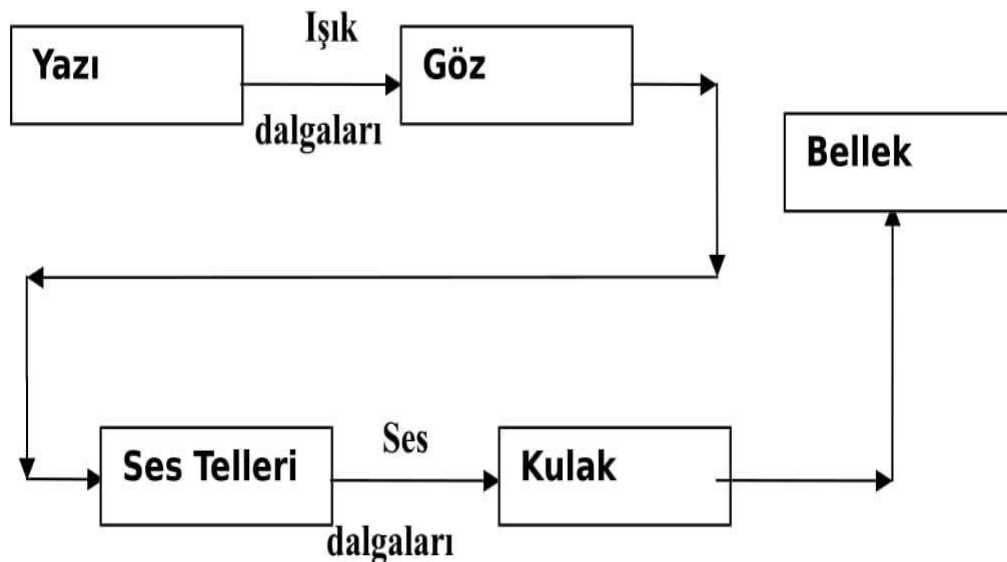 Yazı
Işık
dalgaları
Göz
Bellek
Ses Telleri
Ses
dalgaları
Kulak